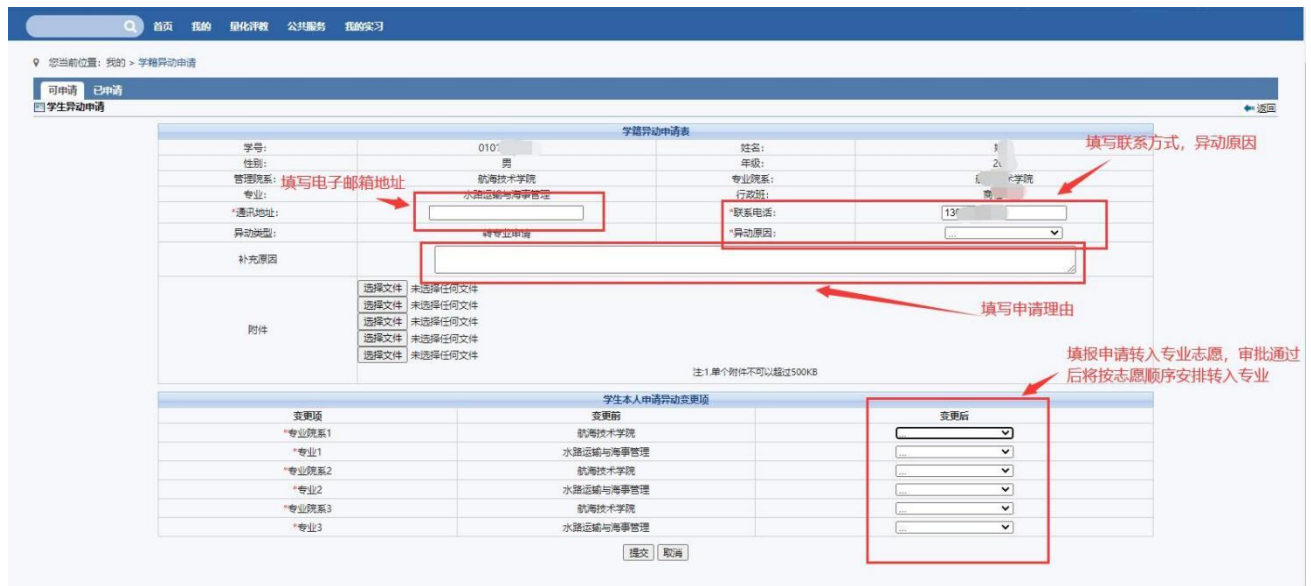 首页 我的 量化评教 公共服务 我的实习
您当前位置：我的 > 学籍异动申请
可申请 已申请
学生异动申请 返回
学籍异动申请表
学号： 0101 姓名：
填写联系方式，异动原因
性别： 男 年级： 2
管理院系： 航海技术学院 专业院系： 学院
填写电子邮箱地址
专业： 水路运输与海事管理 行政班：
*通讯地址： *联系电话： 13
异动类型： 转专业申请 *异动原因： ...
补充原因
填写申请理由
附件
选择文件 未选择任何文件
选择文件 未选择任何文件
选择文件 未选择任何文件
选择文件 未选择任何文件
选择文件 未选择任何文件
注:1.单个附件不可以超过500KB
填报申请转入专业志愿，审批通过
后将按志愿顺序安排转入专业
学生本人申请异动变更项
变更项 变更前 变更后
*专业院系1 航海技术学院 ...
*专业1 水路运输与海事管理 ...
*专业院系2 航海技术学院 ...
*专业2 水路运输与海事管理 ...
*专业院系3 航海技术学院 ...
*专业3 水路运输与海事管理 ...
提交 取消